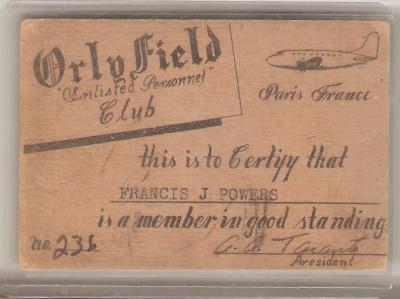 Orly Field
"Enlisted Personnel"
Club
Paris France
this is to Certify that
FRANCIS J POWERS
is a member in good standing
no. 236
President